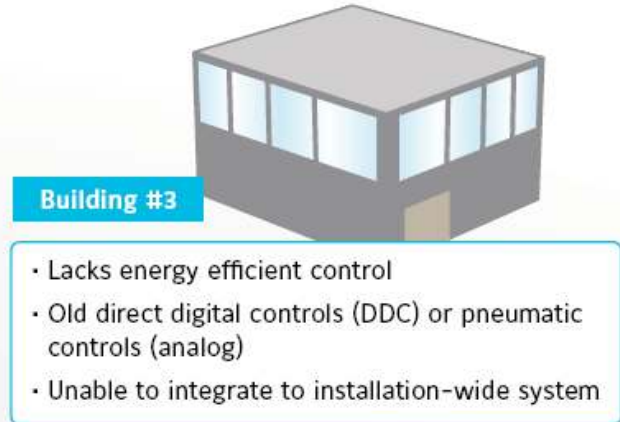 Building #3
· Lacks energy efficient control
· Old direct digital controls (DDC) or pneumatic
controls (analog)
· Unable to integrate to installation-wide system